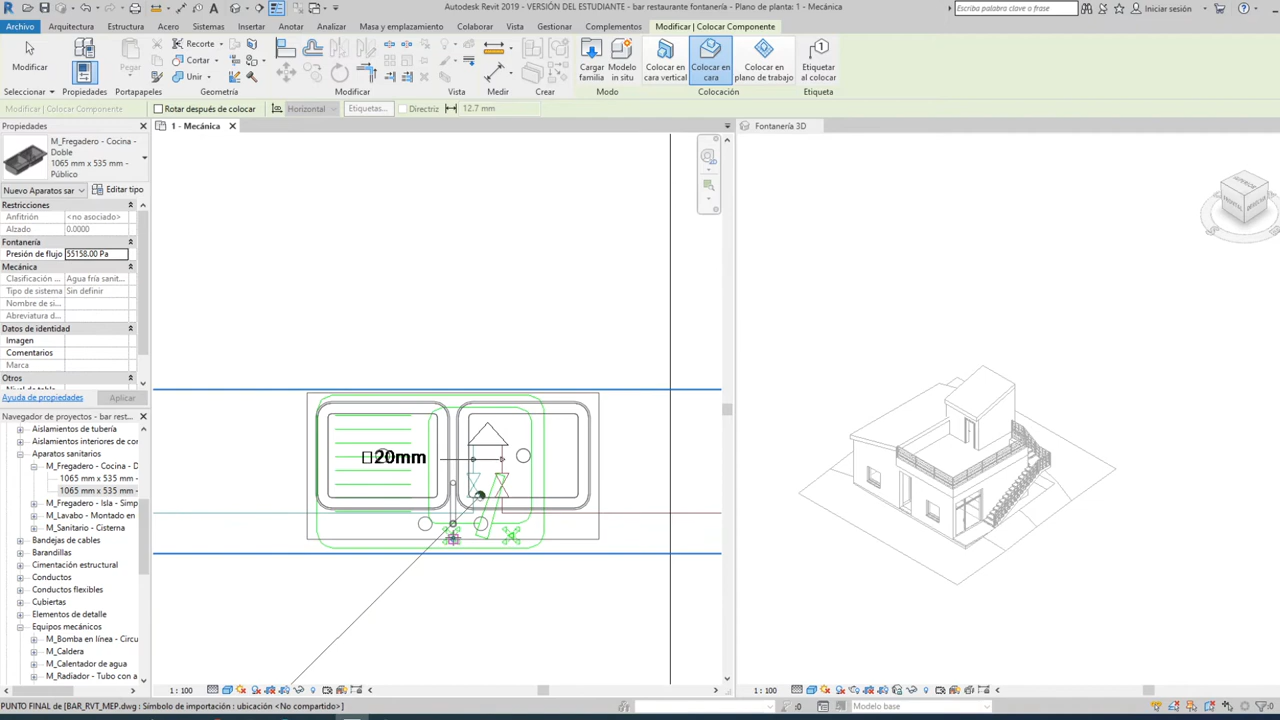 Autodesk Revit 2019 - VERSIÓN DEL ESTUDIANTE - bar restaurante fontanería - Plano de planta: 1 - Mecánica
Escriba palabra clave o frase
Iniciar sesión
Archivo Arquitectura Estructura Acero Sistemas Insertar Anotar Analizar Masa y emplazamiento Colaborar Vista Gestionar Complementos Modificar | Colocar Componente
Modificar
Propiedades
Pegar
Recorte
Cortar
Unir
Cargar familia
Modelo in situ
Colocar en cara vertical
Colocar en cara
Colocar en plano de trabajo
Etiquetar al colocar
Seleccionar Propiedades Portapapeles Geometría Modificar Vista Medir Crear Modo Colocación Etiqueta
Modificar | Colocar Componente
Rotar después de colocar
Horizontal
Etiquetas...
Directriz
12.7 mm
Propiedades
1 - Mecánica
Fontanería 3D
M_Fregadero - Cocina -
Doble
1065 mm x 535 mm -
Público
Nuevo Aparatos sar
Editar tipo
Restricciones
Anfitrión <no asociado>
Alzado 0.0000
Fontanería
Presión de flujo 55158.00 Pa
Mecánica
Clasificación ... Agua fría sanit...
Tipo de sistema Sin definir
Nombre de si...
Abreviatura d...
Datos de identidad
Imagen
Comentarios
Marca
Otros
Ayuda de propiedades
Aplicar
Navegador de proyectos - bar rest...
Aislamientos de tubería
Aislamientos interiores de con
Aparatos sanitarios
M_Fregadero - Cocina - D
1065 mm x 535 mm -
1065 mm x 535 mm -
M_Fregadero - Isla - Simp
M_Lavabo - Montado en
M_Sanitario - Cisterna
Bandejas de cables
Barandillas
Cimentación estructural
Conductos
Conductos flexibles
Cubiertas
Elementos de detalle
Equipos mecánicos
M_Bomba en línea - Circu
M_Caldera
M_Calentador de agua
M_Radiador - Tubo con a
20mm
1 : 100
1 : 100
PUNTO FINAL de [BAR_RVT_MEP.dwg : Símbolo de importación : ubicación <No compartido>]
:0
Modelo base
:0